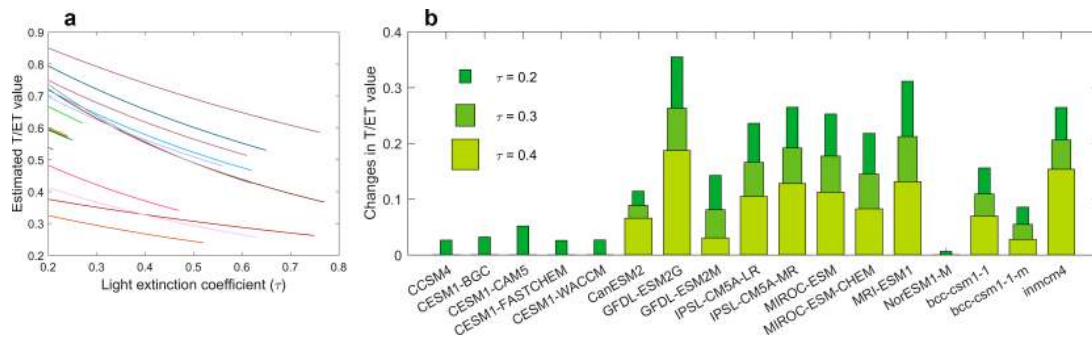 a
b
0.9
0.8
0.7
0.6
0.5
0.4
0.3
0.2
Estimated T/ET value
0.2 0.3 0.4 0.5 0.6 0.7 0.8
Light extinction coefficient (τ)
0.4
0.3
0.2
0.1
0
Changes in T/ET value
τ = 0.2
τ = 0.3
τ = 0.4
CCSM4
CESM1-BGC
CESM1-CAM5
CESM1-FASTCHEM
CESM1-WACCM
CanESM2
GFDL-ESM2G
GFDL-ESM2M
IPSL-CM5A-LR
IPSL-CM5A-MR
MIROC-ESM
MIROC-ESM-CHEM
MRI-ESM1
NorESM1-M
bcc-csm1-1
bcc-csm1-1-m
inmcm4